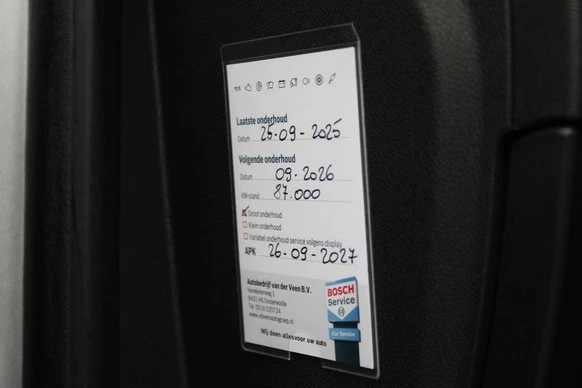 Laatste onderhoud
Datum 25-09-2025
Volgende onderhoud
Datum 09-2026
KM-stand 87.000
Groot onderhoud
Klein onderhoud
Variabel onderhoud service volgens display
APK 26-09-2027
Autobedrijf van der Veen B.V.
BOSCH
Service
Car Service
Wij doen alles voor uw auto